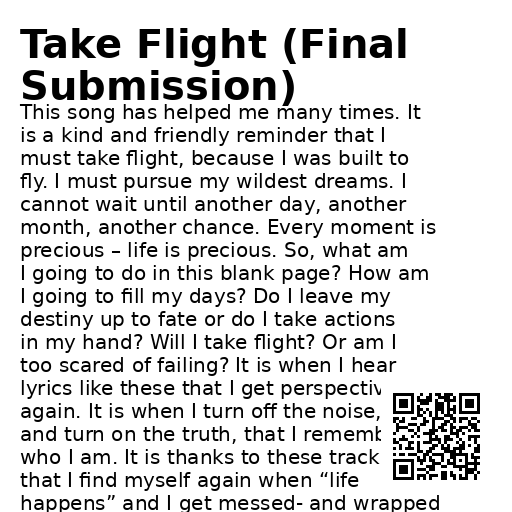 Take Flight (Final
Submission)
This song has helped me many times. It
is a kind and friendly reminder that I
must take flight, because I was built to
fly. I must pursue my wildest dreams. I
cannot wait until another day, another
month, another chance. Every moment is
precious – life is precious. So, what am
I going to do in this blank page? How am
I going to fill my days? Do I leave my
destiny up to fate or do I take actions
in my hand? Will I take flight? Or am I
too scared of failing? It is when I hear
lyrics like these that I get perspectiv
again. It is when I turn off the noise,
and turn on the truth, that I rememb
who I am. It is thanks to these track
that I find myself again when “life
happens” and I get messed- and wrapped